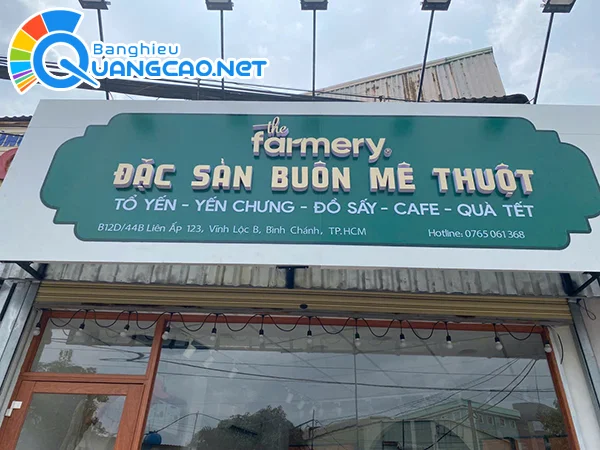 Banghieu
QUANGCAO.NET
the
farmery®
ĐẶC SẢN BUÔN MÊ THUỘT
TỔ YẾN - YẾN CHƯNG - ĐỒ SẤY - CAFE - QUÀ TẾT
B12D/44B Liên Ấp 123, Vĩnh Lộc B, Bình Chánh, TP.HCM
Hotline: 0765 061 368